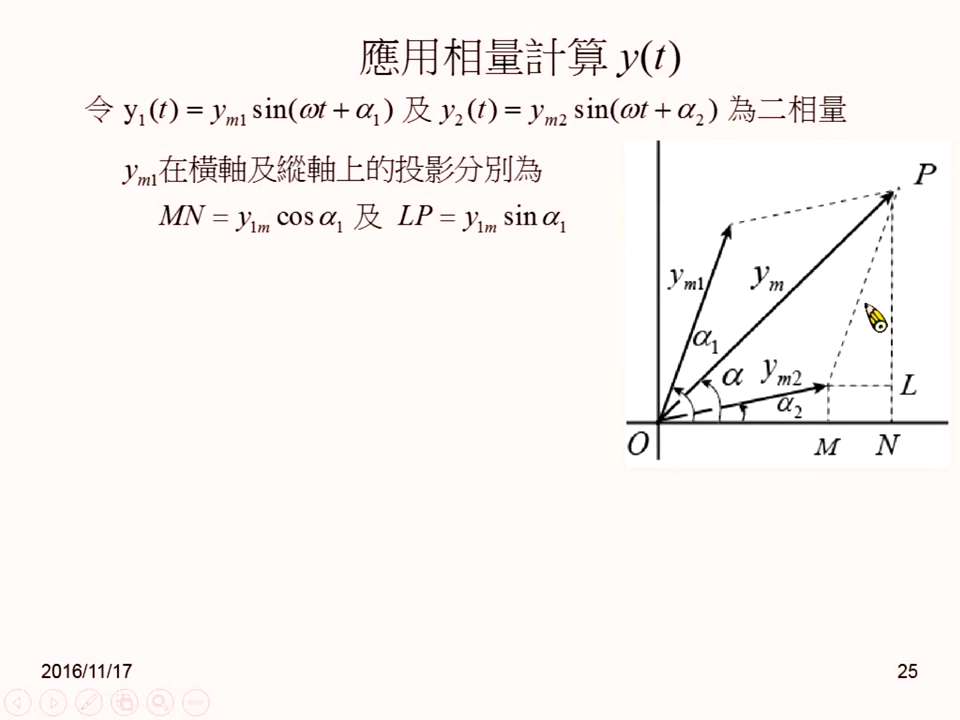 應用相量計算 y(t)
令 y₁(t) = yₘ₁ sin(ωt + α₁) 及 y₂(t) = yₘ₂ sin(ωt + α₂) 為二相量
yₘ₁在橫軸及縱軸上的投影分別為
MN = y₁ₘ cos α₁ 及 LP = y₁ₘ sin α₁
P
yₘ₁
yₘ
α₁
α
yₘ₂
α₂
L
O
M
N
2016/11/17
25